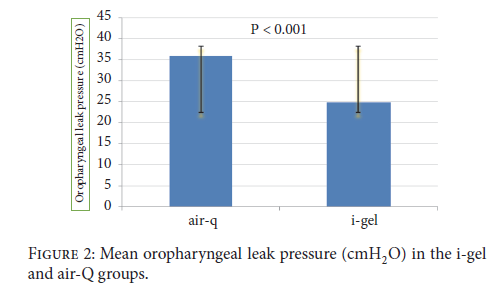 Oropharyngeal leak pressure (cmH2O)
45
40
35
30
25
20
15
10
5
0
P < 0.001
air-q
i-gel
FIGURE 2: Mean oropharyngeal leak pressure (cmH₂O) in the i-gel
and air-Q groups.